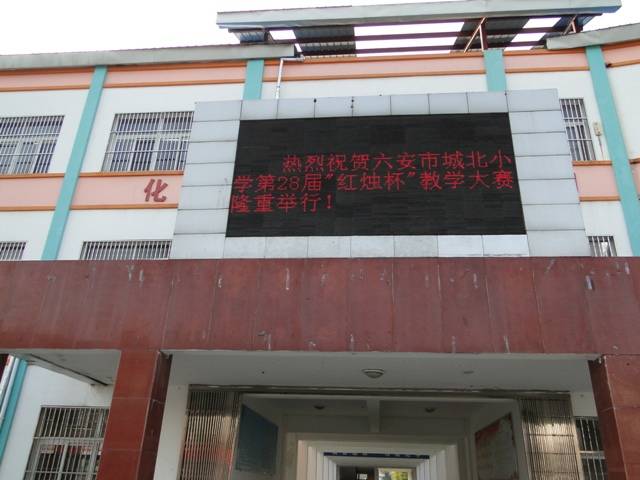 热烈祝贺六安市城北小
学第28届"红烛杯"教学大赛
隆重举行！
化